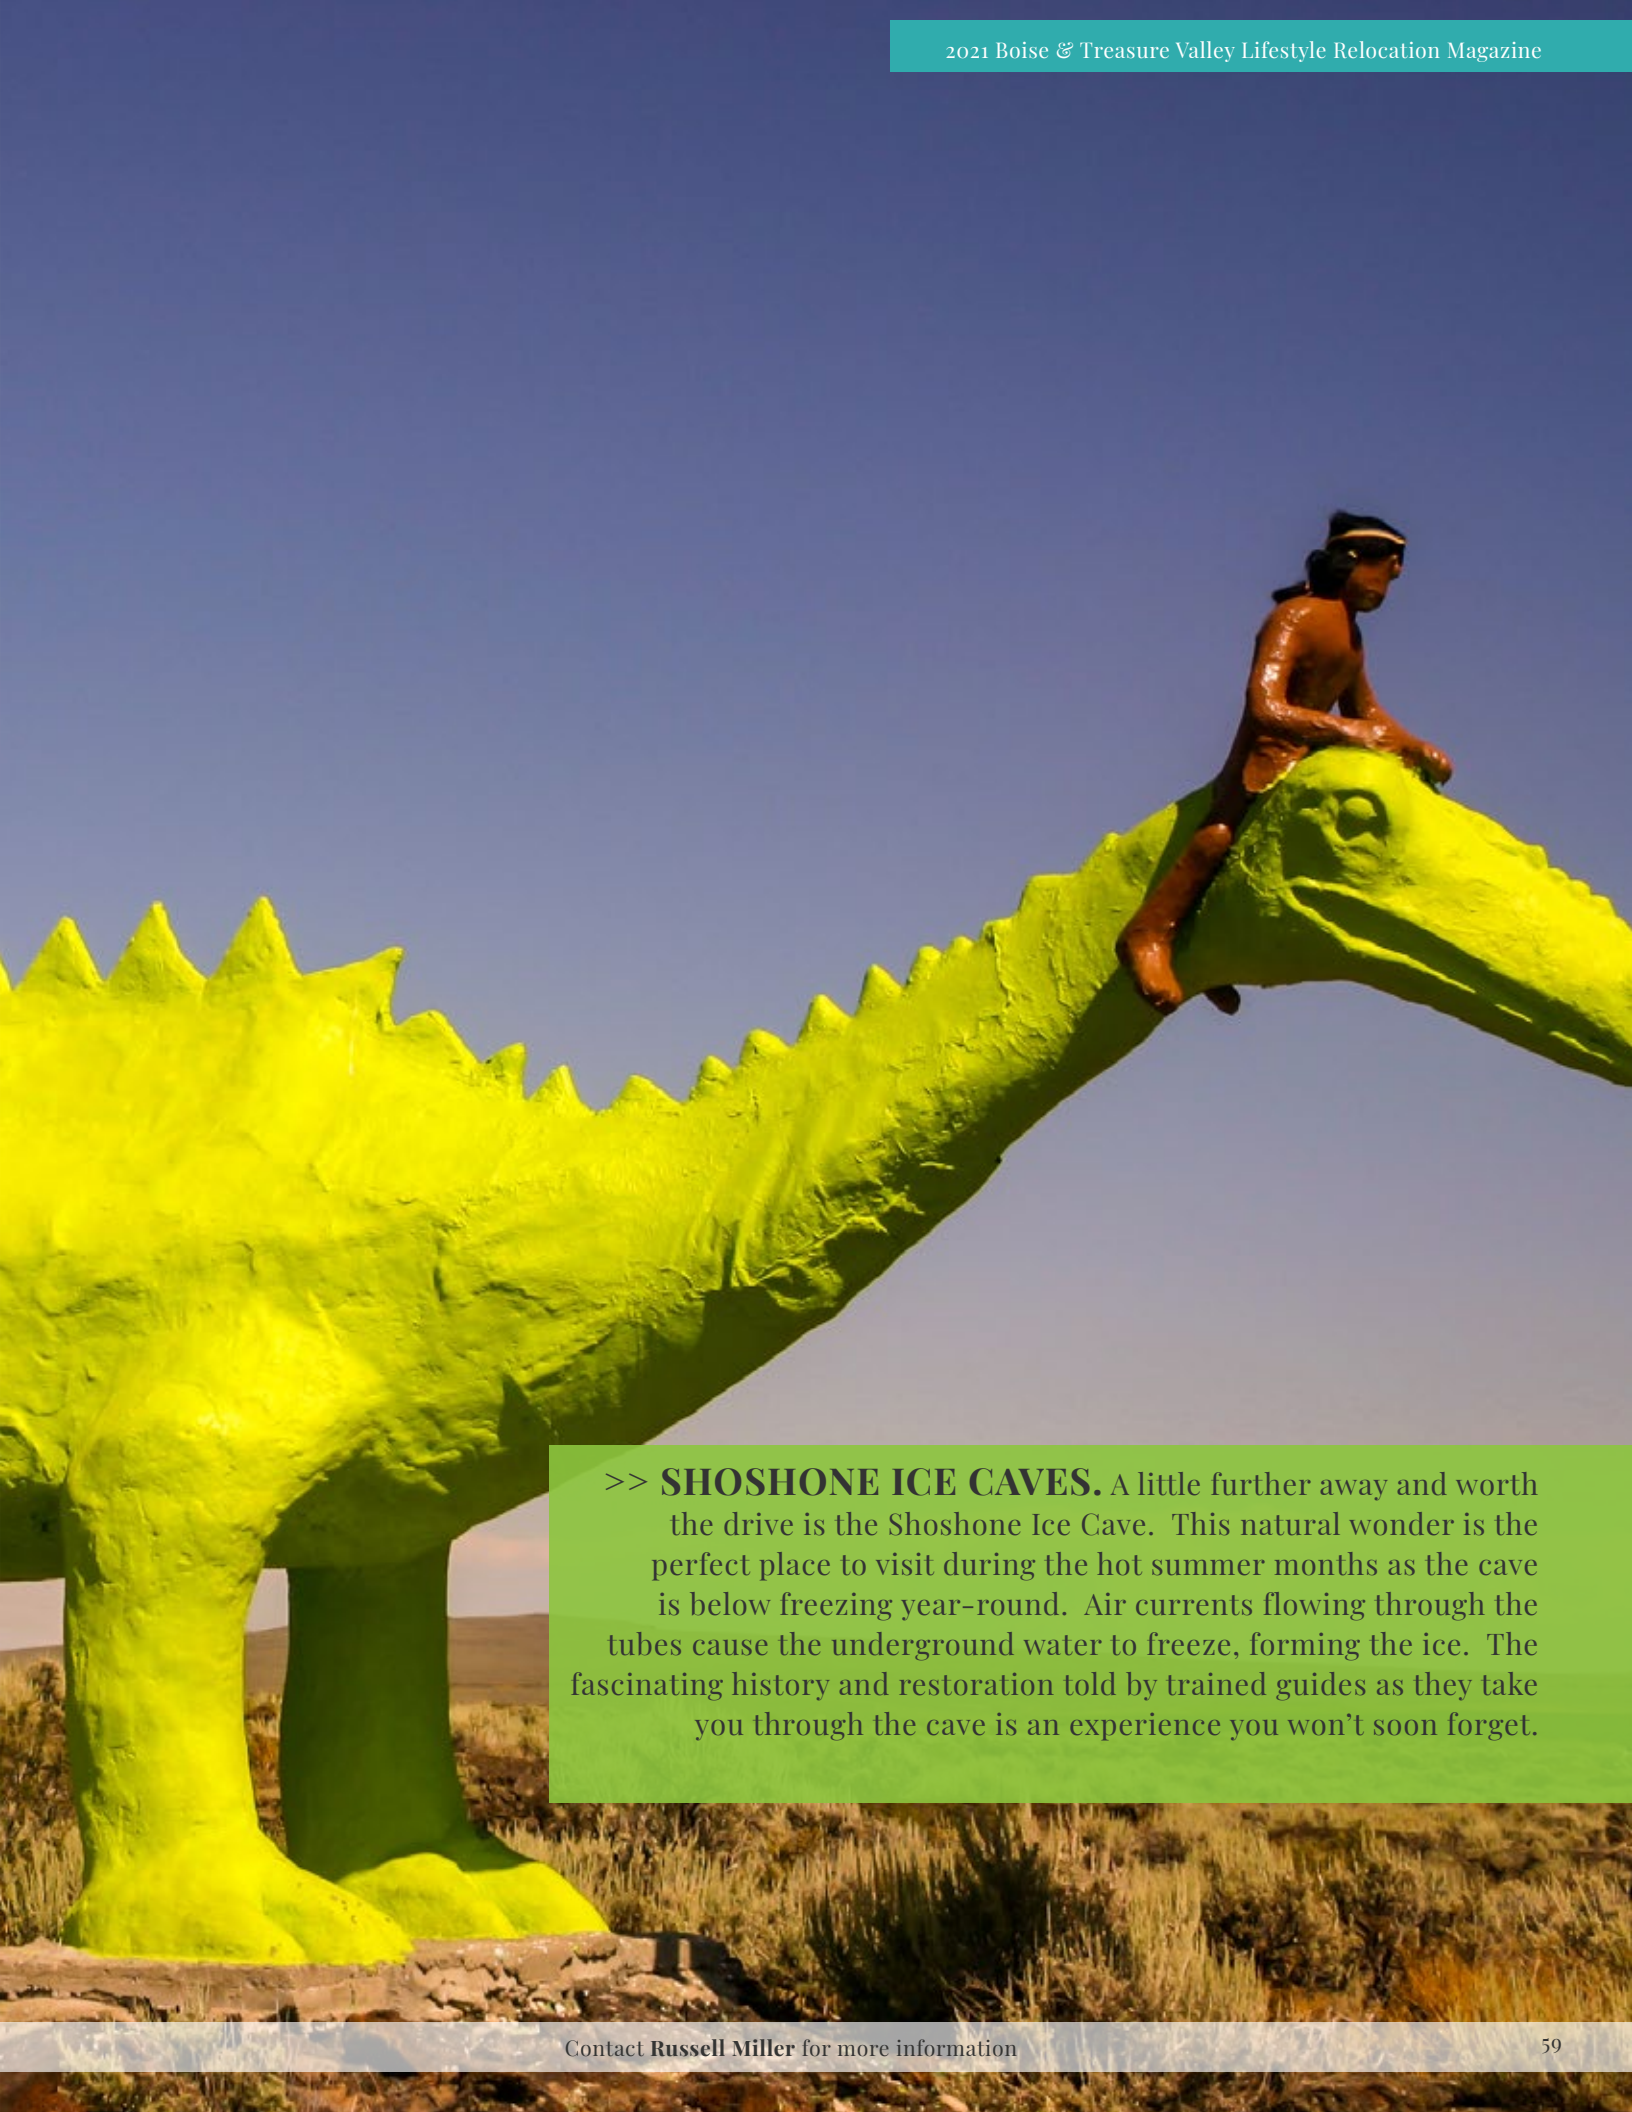 2021 Boise & Treasure Valley Lifestyle Relocation Magazine
>> SHOSHONE ICE CAVES. A little further away and worth
the drive is the Shoshone Ice Cave.  This natural wonder is the
perfect place to visit during the hot summer months as the cave
is below freezing year-round.  Air currents flowing through the
tubes cause the underground water to freeze, forming the ice.  The
fascinating history and restoration told by trained guides as they take
you through the cave is an experience you won’t soon forget.
Contact Russell Miller for more information
59